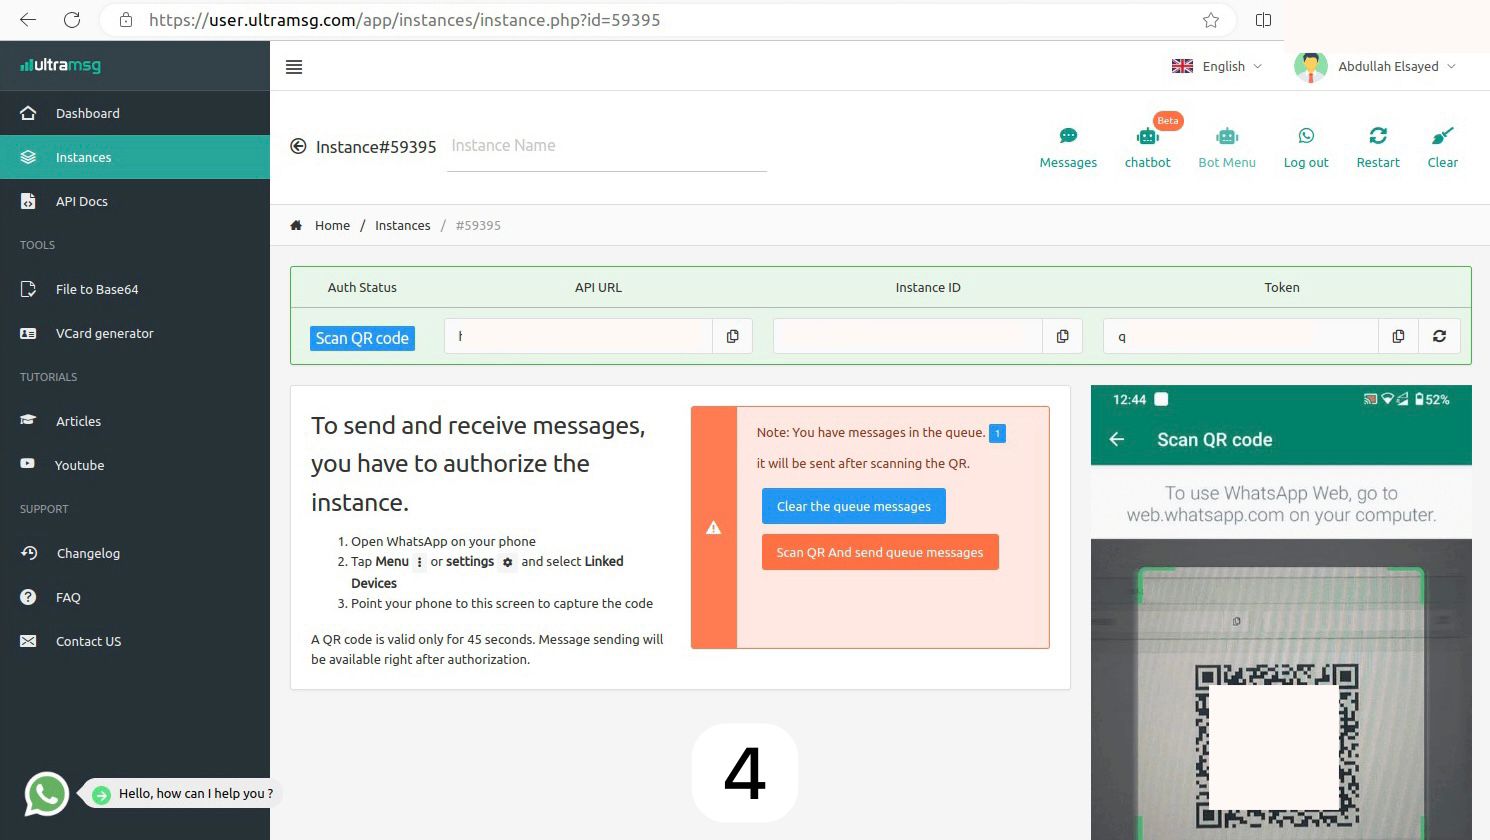 https://user.ultramsg.com/app/instances/instance.php?id=59395
ultramsg
English
Abdullah Elsayed
Dashboard
Instances
API Docs
TOOLS
File to Base64
VCard generator
TUTORIALS
Articles
Youtube
SUPPORT
Changelog
FAQ
Contact US
Hello, how can I help you ?
Instance#59395
Instance Name
Messages
Beta
chatbot
Bot Menu
Log out
Restart
Clear
Home / Instances / #59395
Auth Status
API URL
Instance ID
Token
Scan QR code
q
To send and receive messages,
you have to authorize the
instance.
1. Open WhatsApp on your phone
2. Tap Menu or settings and select Linked
Devices
3. Point your phone to this screen to capture the code
A QR code is valid only for 45 seconds. Message sending will
be available right after authorization.
Note: You have messages in the queue. 1
it will be sent after scanning the QR.
Clear the queue messages
Scan QR And send queue messages
12:44
52%
Scan QR code
To use WhatsApp Web, go to
web.whatsapp.com on your computer.
4